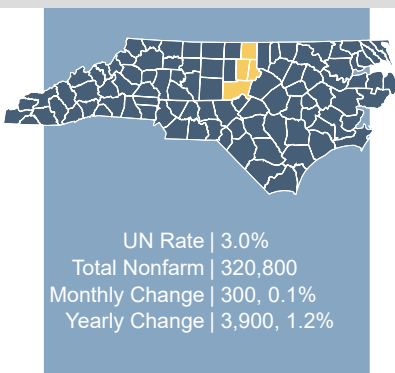 UN Rate | 3.0%
Total Nonfarm | 320,800
Monthly Change | 300, 0.1%
Yearly Change | 3,900, 1.2%